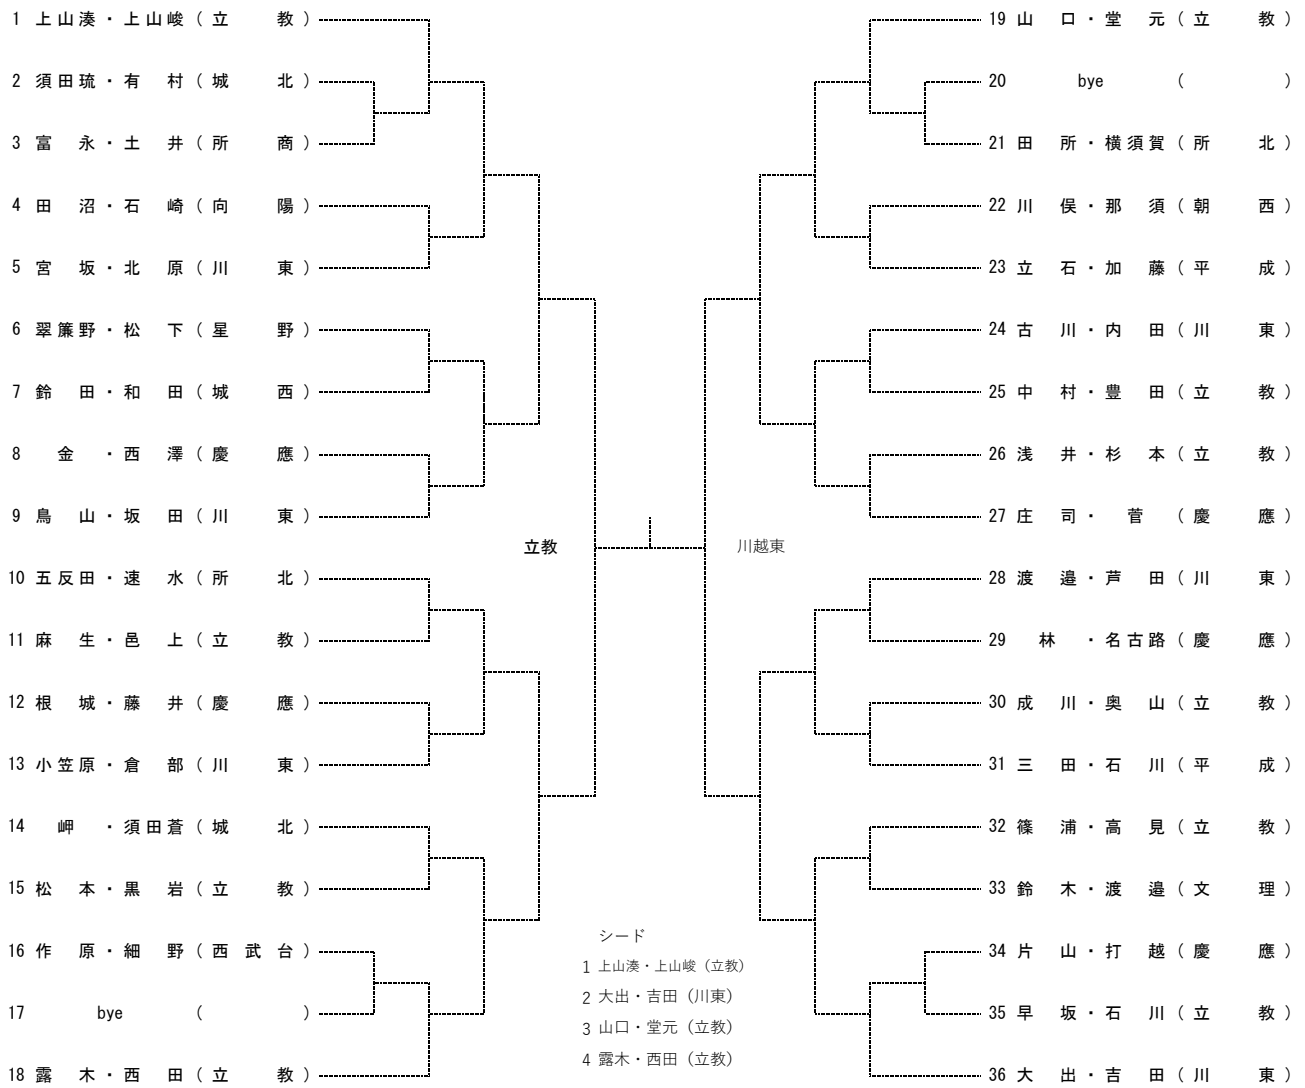 1 上山湊・上山峻（立　教）
2 須田琉・有　村（城　北）
3 富　永・土　井（所　商）
4 田　沼・石　崎（向　陽）
5 宮　坂・北　原（川　東）
6 翠簾野・松　下（星　野）
7 鈴　田・和　田（城　西）
8 金　・西　澤（慶　應）
9 鳥　山・坂　田（川　東）
10 五反田・速　水（所　北）
11 麻　生・邑　上（立　教）
12 根　城・藤　井（慶　應）
13 小笠原・倉　部（川　東）
14 岬　・須田蒼（城　北）
15 松　本・黒　岩（立　教）
16 作　原・細　野（西武台）
17 bye （　）
18 露　木・西　田（立　教）
立教
川越東
シード
1 上山湊・上山峻（立教）
2 大出・吉田（川東）
3 山口・堂元（立教）
4 露木・西田（立教）
19 山　口・堂　元（立　教）
20 bye （　）
21 田　所・横須賀（所　北）
22 川　俣・那　須（朝　西）
23 立　石・加　藤（平　成）
24 古　川・内　田（川　東）
25 中　村・豊　田（立　教）
26 浅　井・杉　本（立　教）
27 庄　司・　菅　（慶　應）
28 渡　邉・芦　田（川　東）
29 林　・名古路（慶　應）
30 成　川・奥　山（立　教）
31 三　田・石　川（平　成）
32 篠　浦・高　見（立　教）
33 鈴　木・渡　邉（文　理）
34 片　山・打　越（慶　應）
35 早　坂・石　川（立　教）
36 大　出・吉　田（川　東）